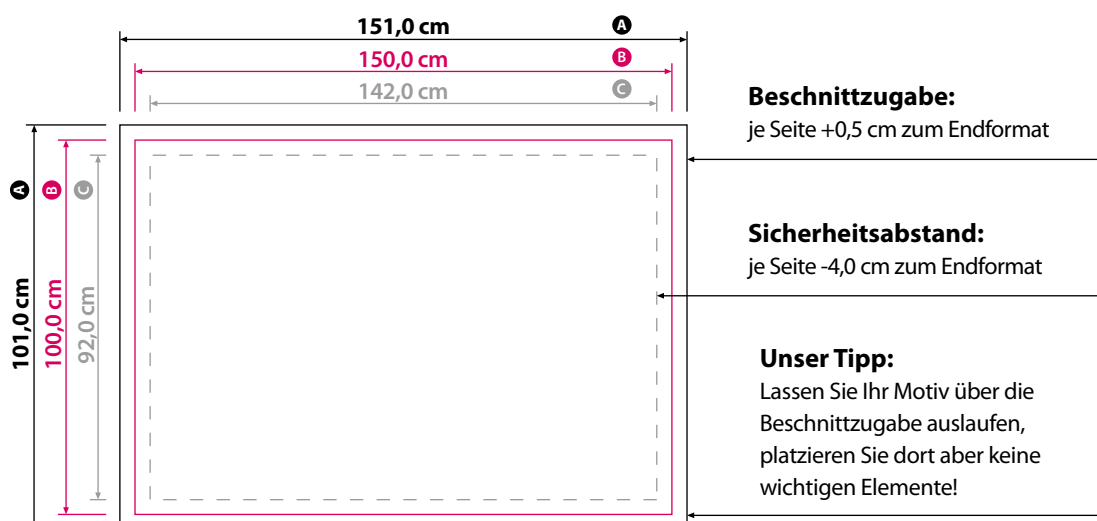 151,0 cm A
150,0 cm B
142,0 cm C
A
B
C
101,0 cm
100,0 cm
92,0 cm
Beschnittzugabe:
je Seite +0,5 cm zum Endformat
Sicherheitsabstand:
je Seite -4,0 cm zum Endformat
Unser Tipp:
Lassen Sie Ihr Motiv über die
Beschnittzugabe auslaufen,
platzieren Sie dort aber keine
wichtigen Elemente!